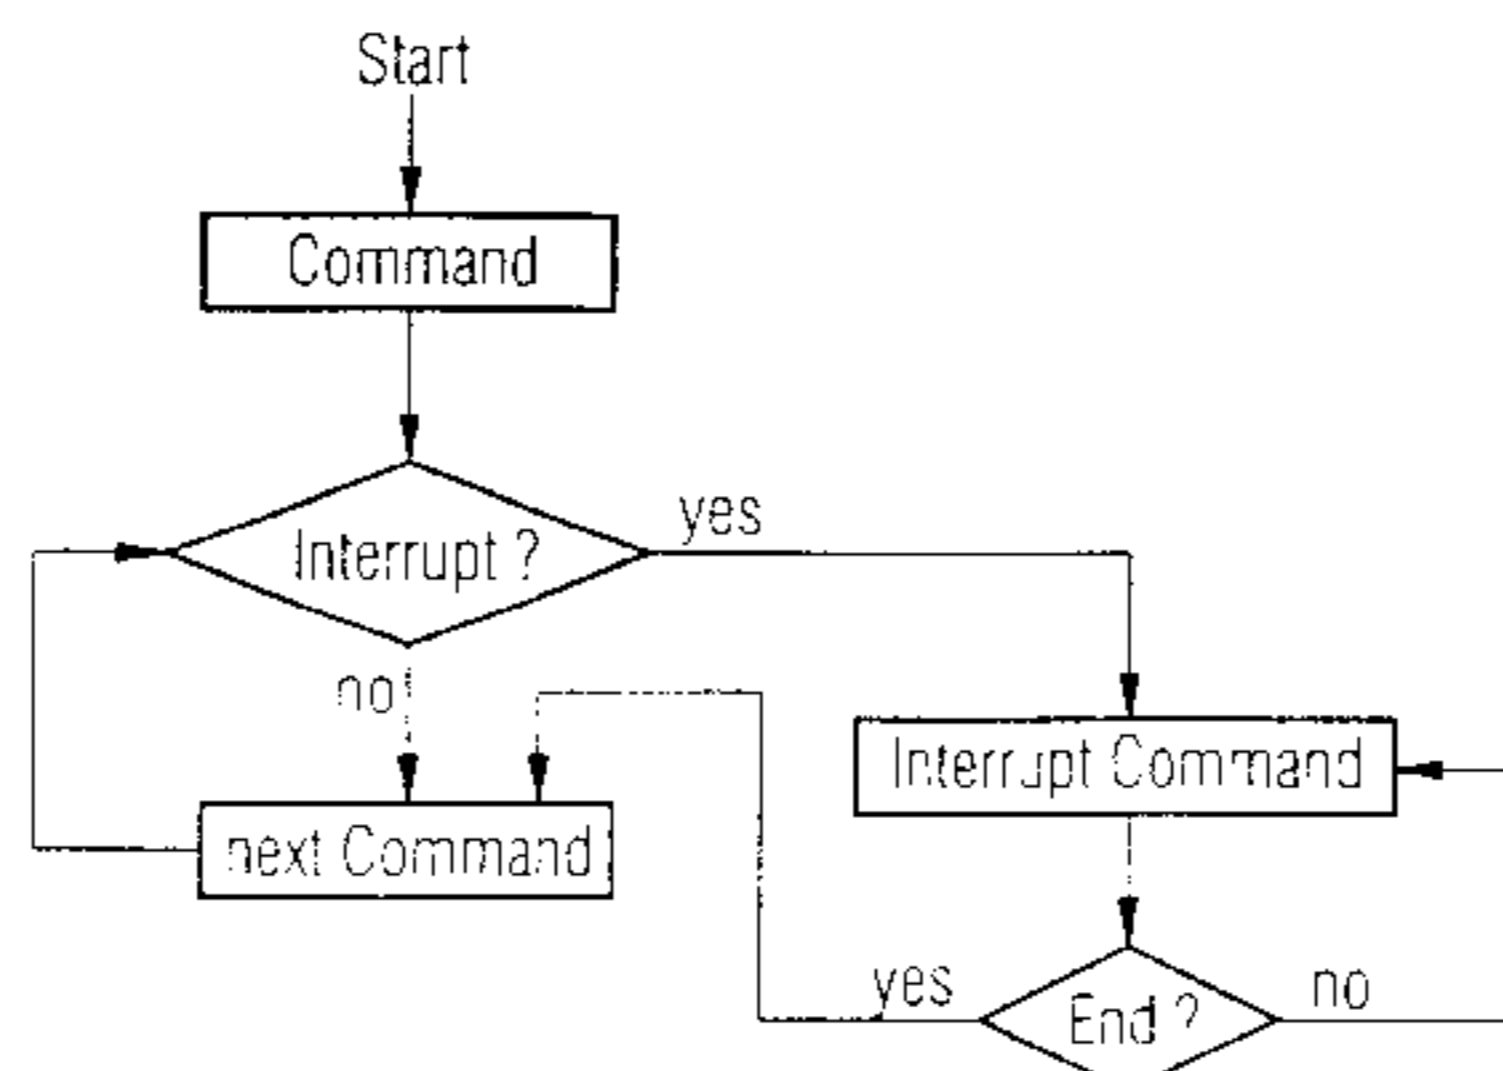 Start
Command
Interrupt ?
yes
no
Interrupt Command
next Command
yes
End ?
no